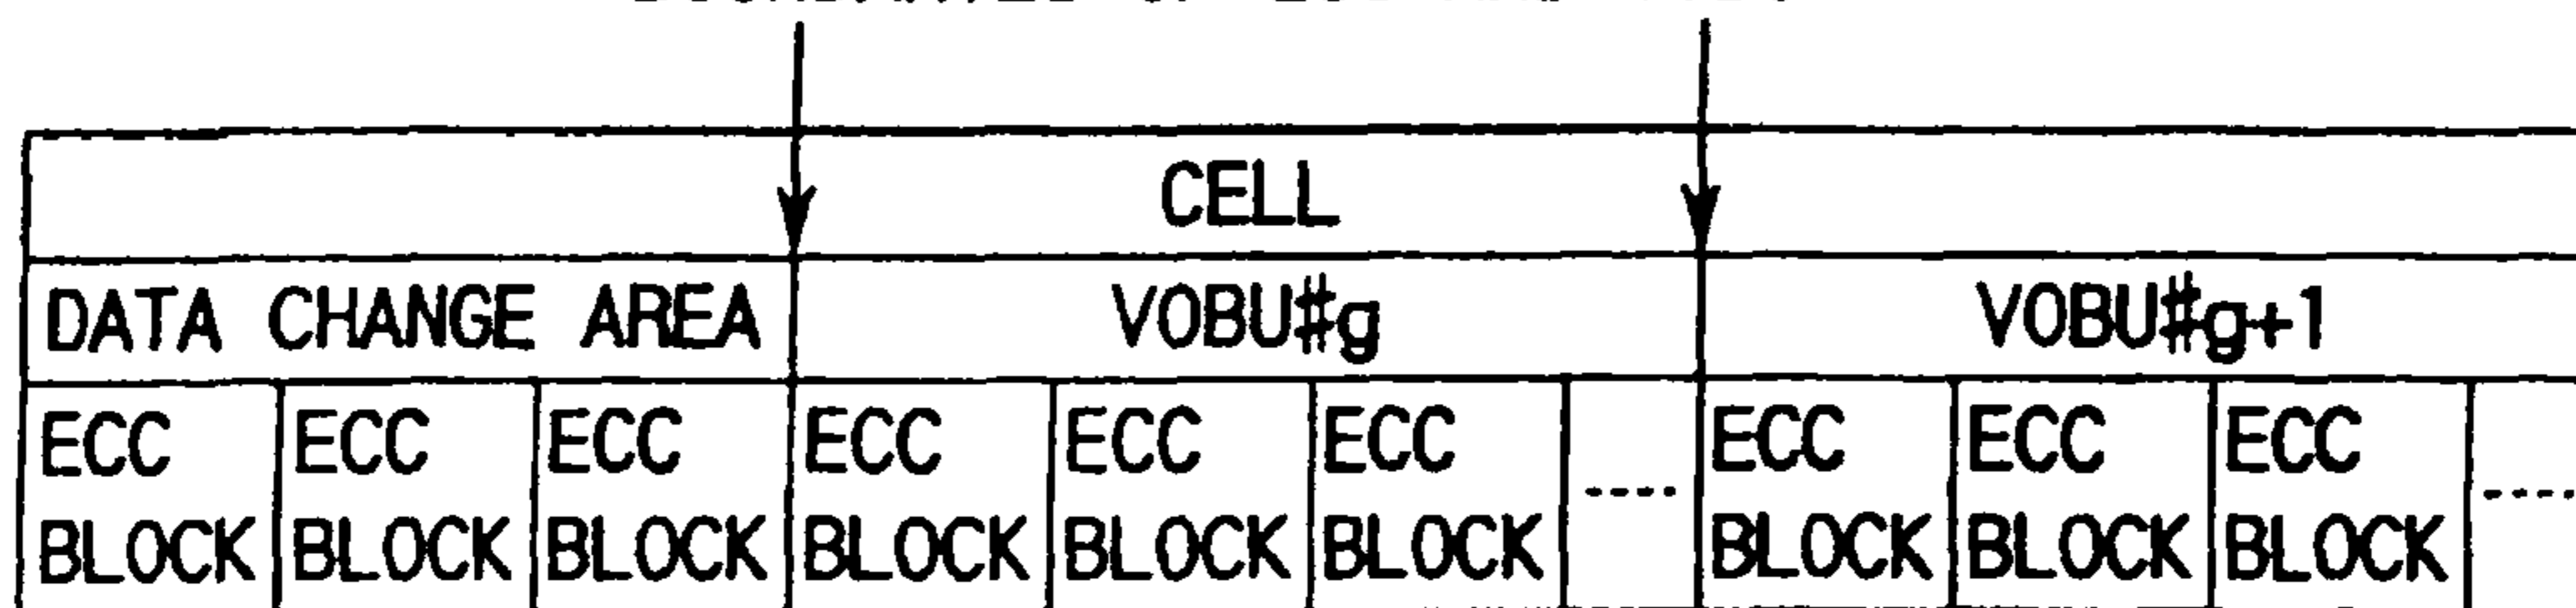 CELL
DATA CHANGE AREA VOBU#g VOBU#g+1
ECC ECC ECC ECC ECC ECC ---- ECC ECC ECC ----
BLOCK BLOCK BLOCK BLOCK BLOCK BLOCK BLOCK BLOCK BLOCK